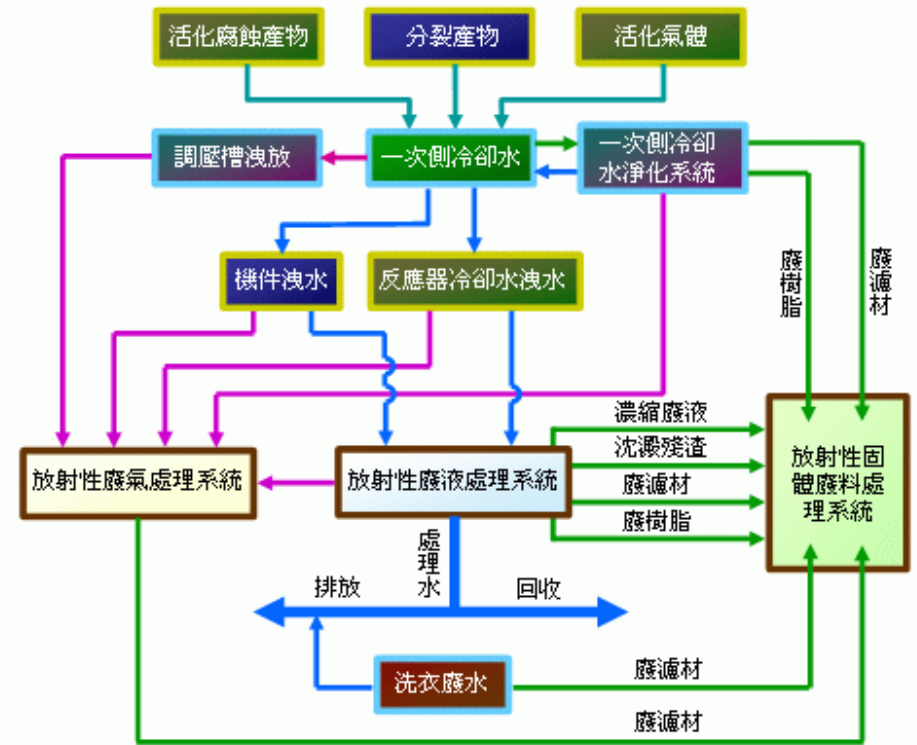 活化腐蝕產物
分裂產物
活化氣體
調壓槽洩放
一次側冷卻水
一次側冷卻
水淨化系統
機件洩水
反應器冷卻水洩水
廢樹脂
廢濾材
濃縮廢液
沈澱殘渣
廢濾材
廢樹脂
放射性廢氣處理系統
放射性廢液處理系統
放射性固
體廢料處
理系統
處理水
排放
回收
洗衣廢水
廢濾材
廢濾材